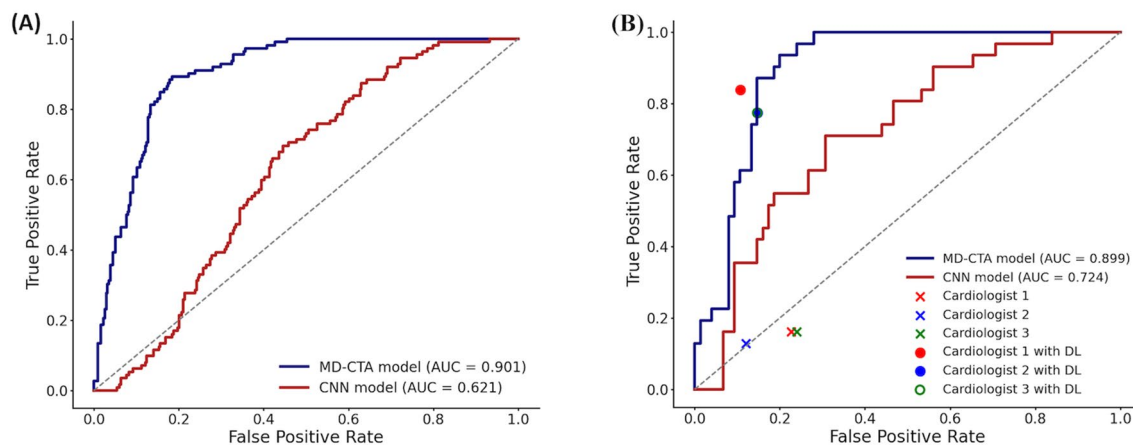 (A)
True Positive Rate
1.0
0.8
0.6
0.4
0.2
0.0
MD-CTA model (AUC = 0.901)
CNN model (AUC = 0.621)
0.0 0.2 0.4 0.6 0.8 1.0
False Positive Rate
(B)
True Positive Rate
1.0
0.8
0.6
0.4
0.2
0.0
MD-CTA model (AUC = 0.899)
CNN model (AUC = 0.724)
Cardiologist 1
Cardiologist 2
Cardiologist 3
Cardiologist 1 with DL
Cardiologist 2 with DL
Cardiologist 3 with DL
0.0 0.2 0.4 0.6 0.8 1.0
False Positive Rate